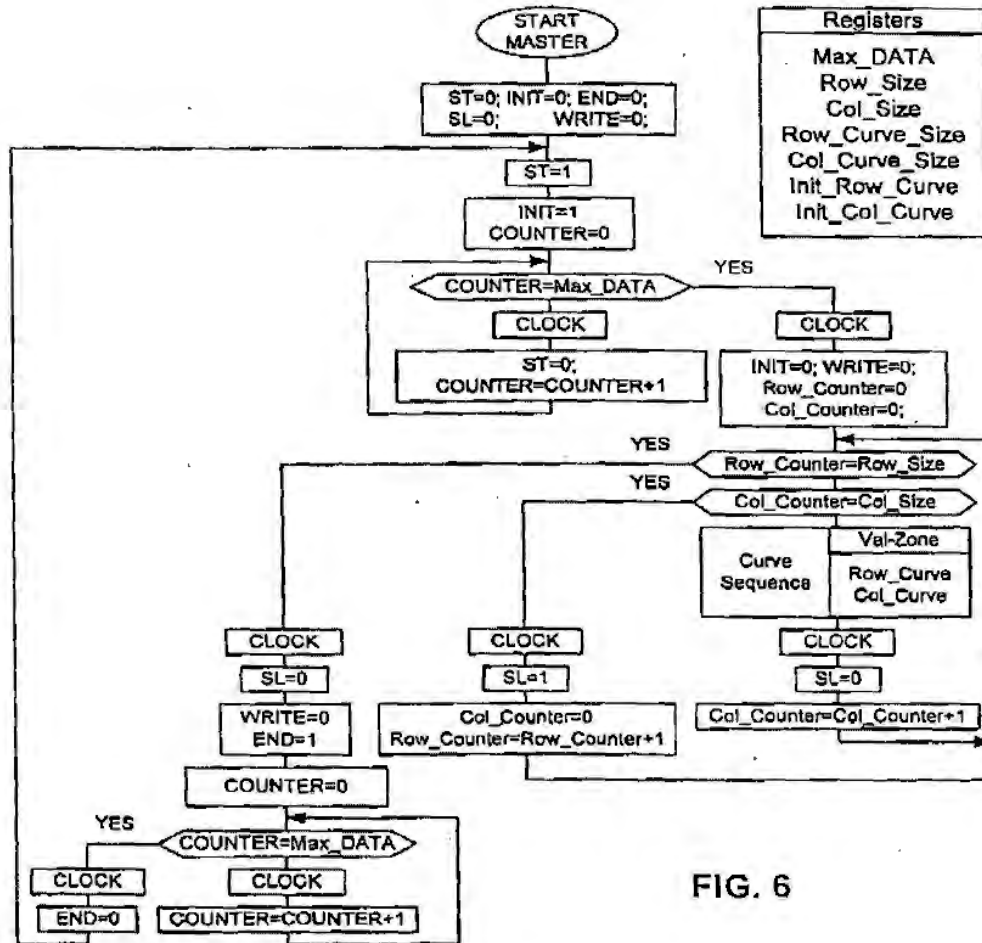 START
MASTER
ST=0; INIT=0; END=0;
SL=0; WRITE=0;
ST=1
INIT=1
COUNTER=0
COUNTER=Max_DATA
YES
CLOCK
ST=0;
COUNTER=COUNTER+1
CLOCK
INIT=0; WRITE=0;
Row_Counter=0
Col_Counter=0;
YES
Row_Counter=Row_Size
YES
Col_Counter=Col_Size
Curve
Sequence
Val-Zone
Row_Curve
Col_Curve
CLOCK
SL=0
WRITE=0
END=1
COUNTER=0
CLOCK
SL=1
Col_Counter=0
Row_Counter=Row_Counter+1
CLOCK
SL=0
Col_Counter=Col_Counter+1
YES
COUNTER=Max_DATA
CLOCK
END=0
CLOCK
COUNTER=COUNTER+1
Registers
Max_DATA
Row_Size
Col_Size
Row_Curve_Size
Col_Curve_Size
Init_Row_Curve
Init_Col_Curve
FIG. 6